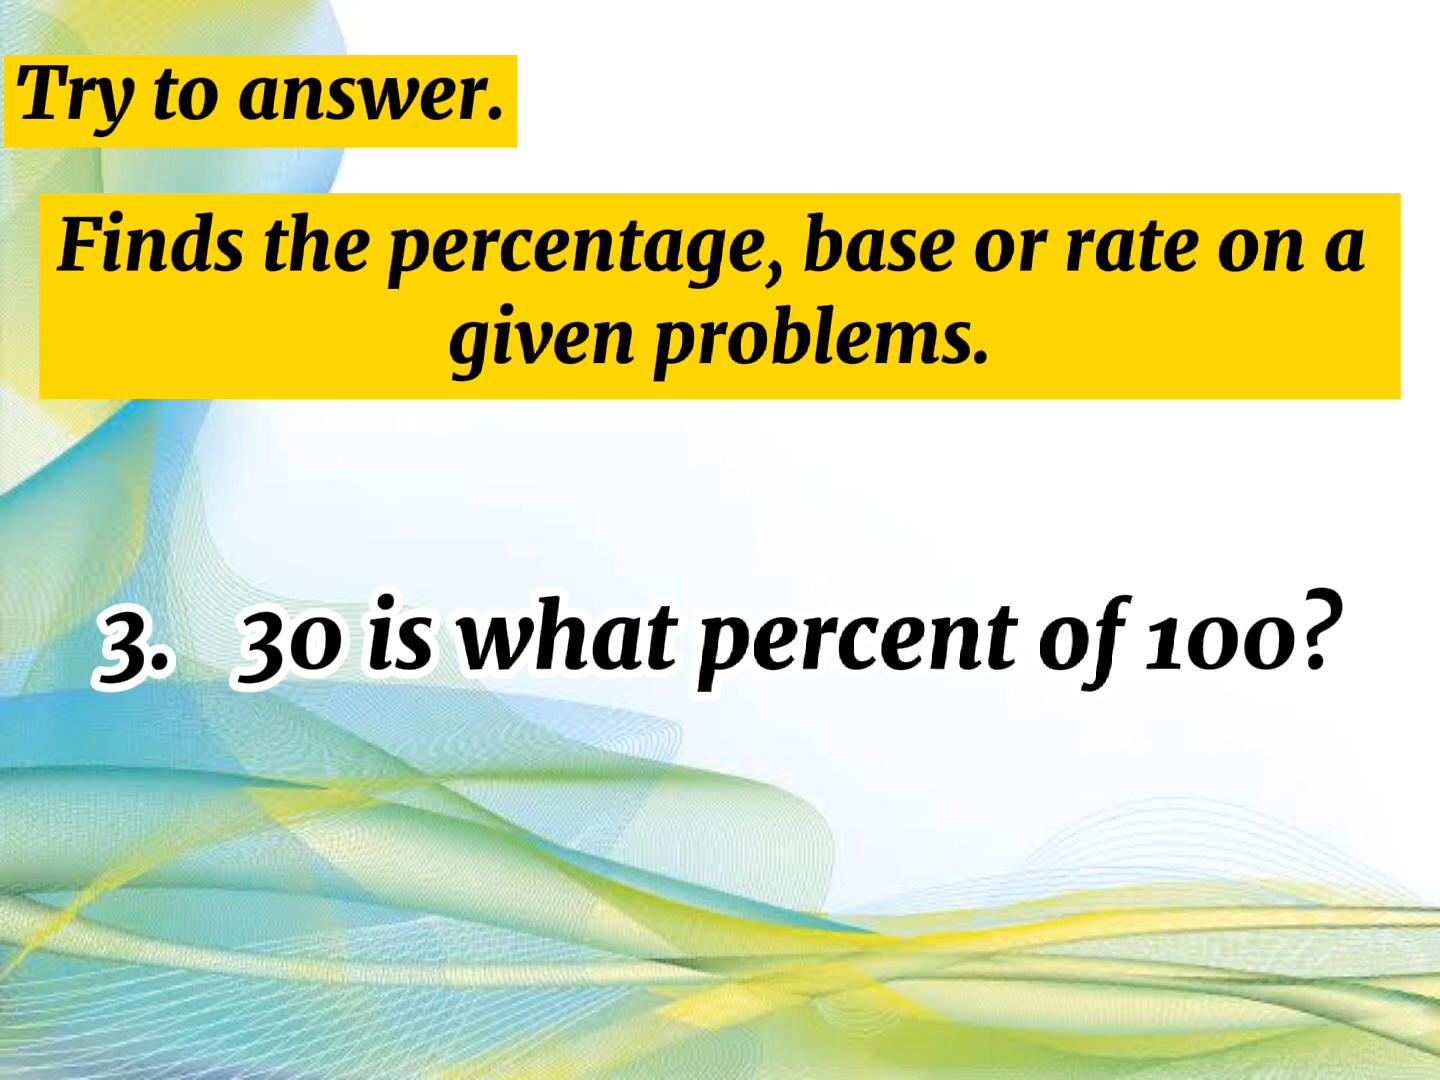 Try to answer.
Finds the percentage, base or rate on a
given problems.
3. 30 is what percent of 100?